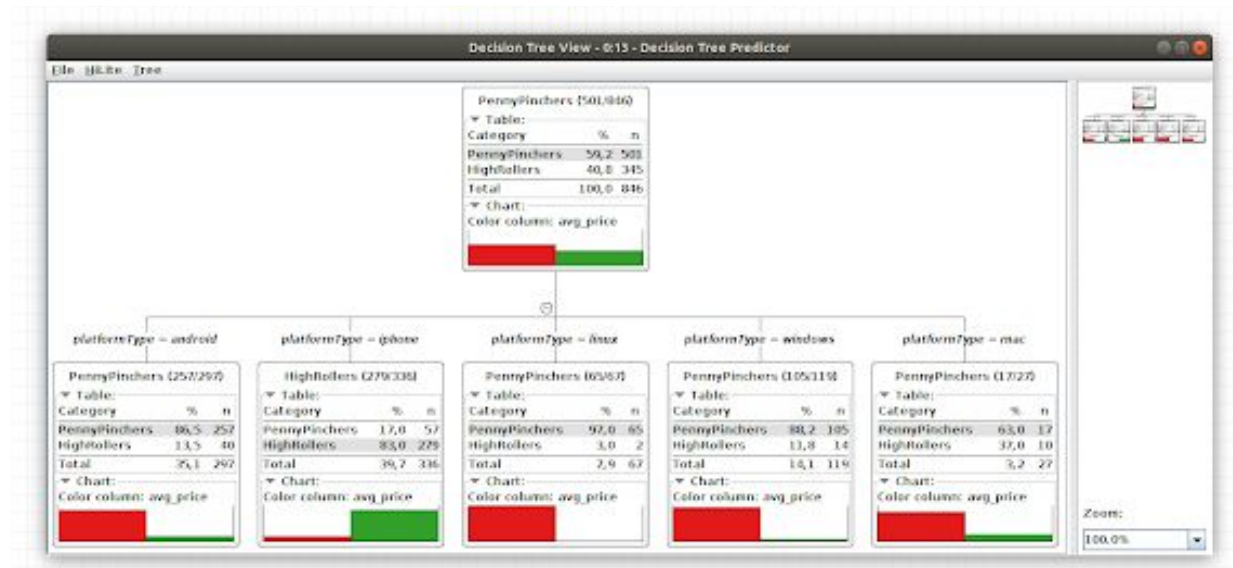 Decision Tree View - 0:13 - Decision Tree Predictor
File HiLite Tree
PennyPinchers (501/846)
Table:
Category % n
PennyPinchers 59,2 501
HighRollers 40,8 345
Total 100,0 846
Chart:
Color column: avg_price
platformType = android
PennyPinchers (257/297)
Table:
Category % n
PennyPinchers 86,5 257
HighRollers 13,5 40
Total 35,1 297
Chart:
Color column: avg_price
platformType = iphone
HighRollers (279/336)
Table:
Category % n
PennyPinchers 17,0 57
HighRollers 83,0 279
Total 39,7 336
Chart:
Color column: avg_price
platformType = linux
PennyPinchers (65/67)
Table:
Category % n
PennyPinchers 97,0 65
HighRollers 3,0 2
Total 7,9 67
Chart:
Color column: avg_price
platformType = windows
PennyPinchers (105/119)
Table:
Category % n
PennyPinchers 88,2 105
HighRollers 11,8 14
Total 14,1 119
Chart:
Color column: avg_price
platformType = mac
PennyPinchers (17/27)
Table:
Category % n
PennyPinchers 63,0 17
HighRollers 37,0 10
Total 3,2 27
Chart:
Color column: avg_price
Zoom:
100,0%